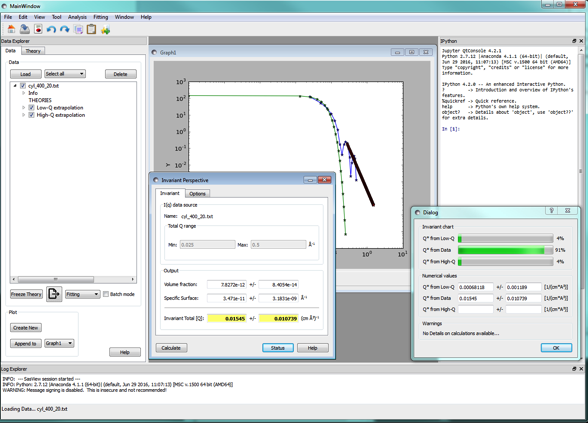 MainWindow
File Edit View Tool Analysis Fitting Window Help
Data Explorer
Data Theory
Data
Load Select all Delete
cyl_400_20.txt
Info
THEORIES
Low-Q extrapolation
High-Q extrapolation
Freeze Theory Fitting Batch mode
Plot
Create New
Append to Graph1
Help
Graph1
10^3
10^2
10^1
10^0
10^-1
10^-2
Y
10^0 10^1
Invariant Perspective
Invariant Options
I(q) data source
Name: cyl_400_20.txt
Total Q range
Min: 0.025 Max: 0.5 Å⁻¹
Output
Volume fraction: 7.8272e-12 +/- 8.4054e-14
Specific Surface: 3.471e-11 +/- 3.1831e-09 Å⁻¹
Invariant Total [Q]: 0.01545 +/- 0.010739 (cm Å³)⁻¹
Calculate Status Help
IPython
Jupyter QtConsole 4.2.1
Python 2.7.12 |Anaconda 4.1.1 (64-bit)| (default,
Jun 29 2016, 11:07:13) [MSC v.1500 64 bit (AMD64)]
Type "copyright", "credits" or "license" for more
information.
IPython 4.2.0 -- An enhanced Interactive Python.
? -> Introduction and overview of IPython's
features.
%quickref -> Quick reference.
help -> Python's own help system.
object? -> Details about 'object', use 'object??'
for extra details.
In [1]:
Dialog
Invariant chart
Q* from Low-Q 4%
Q* from Data 91%
Q* from High-Q 4%
Numerical values
Q* from Low-Q 0.00068118 +/- 0.001189 [1/(cm*A³)]
Q* from Data 0.01545 +/- 0.010739 [1/(cm*A³)]
Q* from High-Q +/- [1/(cm*A³)]
Warnings
No Details on calculations available...
OK
Log Explorer
INFO: --- SasView session started ---
INFO: Python: 2.7.12 |Anaconda 4.1.1 (64-bit)| (default, Jun 29 2016, 11:07:13) [MSC v.1500 64 bit (AMD64)]
WARNING: Message signing is disabled. This is insecure and not recommended!
Loading Data... cyl_400_20.txt